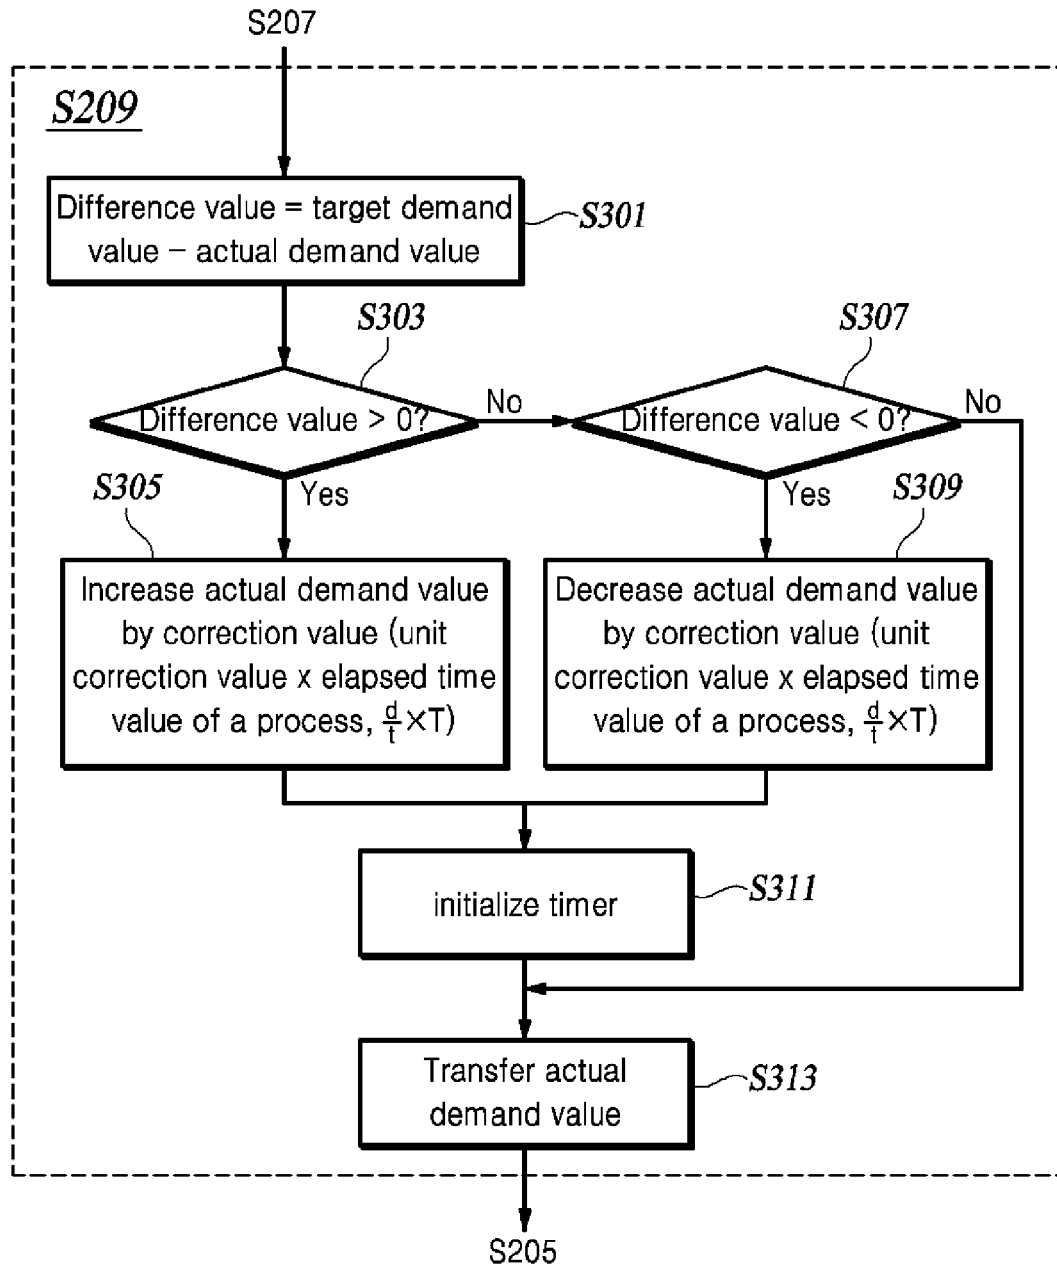 S207
S209
Difference value = target demand
value − actual demand value
S301
S303
S307
Difference value > 0?
No
Difference value < 0?
No
S305
Yes
Yes
S309
Increase actual demand value
by correction value (unit
correction value x elapsed time
value of a process, d/t ×T)
Decrease actual demand value
by correction value (unit
correction value x elapsed time
value of a process, d/t ×T)
initialize timer
S311
Transfer actual
demand value
S313
S205